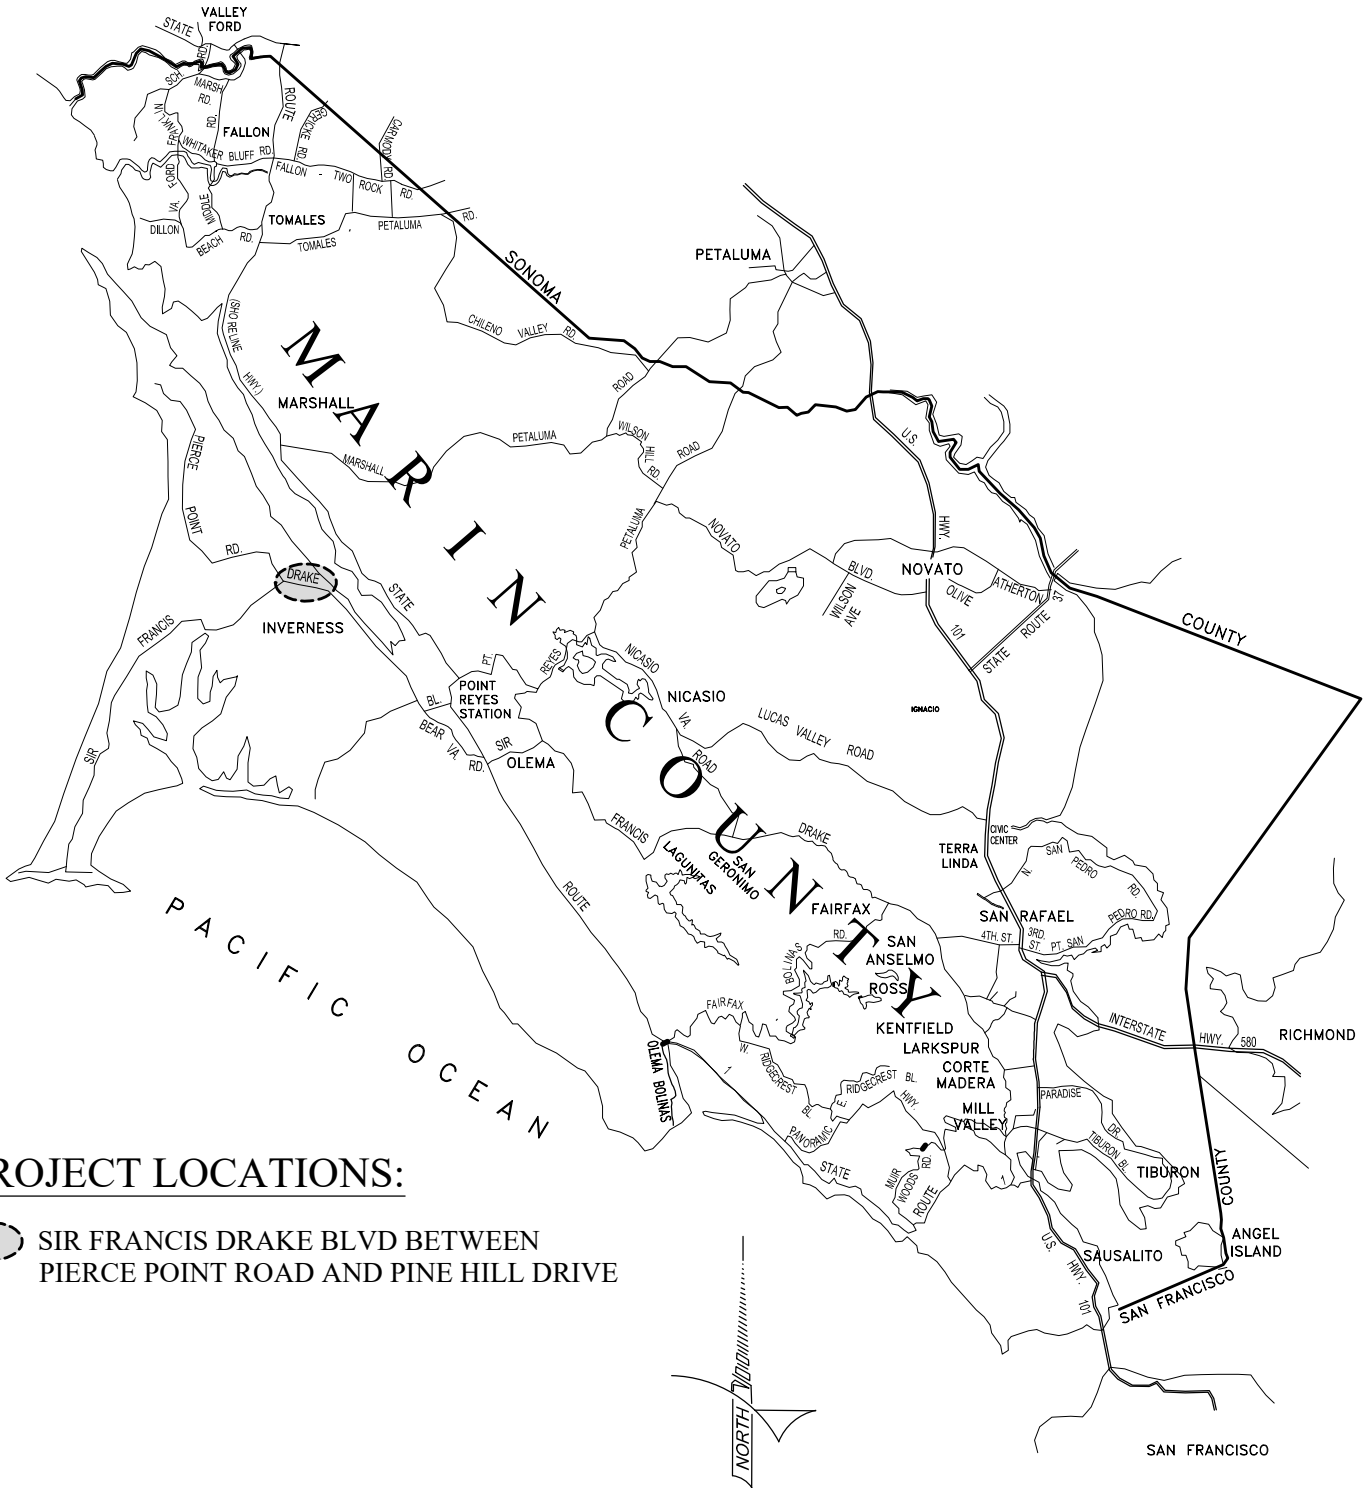 VALLEY
FORD
STATE
RD.
SCH.
MARSH
RD.
ROUTE
GERICKE RD.
CARMODY RD.
FRANKLIN
RD.
FALLON
WHITAKER BLUFF RD.
FALLON - TWO ROCK RD.
FORD
VA.
MIDDLE
TOMALES
DILLON
BEACH RD.
TOMALES
PETALUMA
RD.
PETALUMA
SONOMA
(SHORELINE
HWY.)
CHILENO VALLEY RD.
MARIN COUNTY
MARSHALL
ROAD
MARSHALL
PETALUMA
WILSON
HILL
RD.
ROAD
U.S.
HWY.
101
PIERCE
POINT
RD.
PETALUMA
NOVATO
BLVD.
NOVATO
WILSON
AVE
OLIVE
ATHERTON
37
STATE ROUTE
COUNTY
DRAKE
STATE
FRANCIS
INVERNESS
SIR
PT.
REYES
NICASIO
NICASIO
VA.
ROAD
POINT
REYES
STATION
BL.
BEAR
VA.
RD.
SIR
OLEMA
IGNACIO
LUCAS VALLEY ROAD
FRANCIS
DRAKE
LAGUNITAS
SAN
GERONIMO
CIVIC
CENTER
TERRA
LINDA
N.
SAN
PEDRO
RD.
ROUTE
FAIRFAX
SAN RAFAEL
PEDRO RD.
PACIFIC
OCEAN
RD.
BOLINAS
SAN
ANSELMO
4TH. ST.
3RD.
ST.
PT. SAN
ROSS
FAIRFAX
KENTFIELD
LARKSPUR
INTERSTATE
HWY.
580
RICHMOND
OLEMA BOLINAS
1
W.
RIDGECREST
BL.
E.
RIDGECREST BL.
CORTE
MADERA
PARADISE
DR.
HWY.
MILL
VALLEY
PANORAMIC
TIBURON BL.
TIBURON
STATE
MUIR
WOODS
RD.
ROUTE
1
COUNTY
PROJECT LOCATIONS:
SIR FRANCIS DRAKE BLVD BETWEEN
PIERCE POINT ROAD AND PINE HILL DRIVE
U.S.
HWY.
101
SAUSALITO
ANGEL
ISLAND
SAN FRANCISCO
NORTH
SAN FRANCISCO